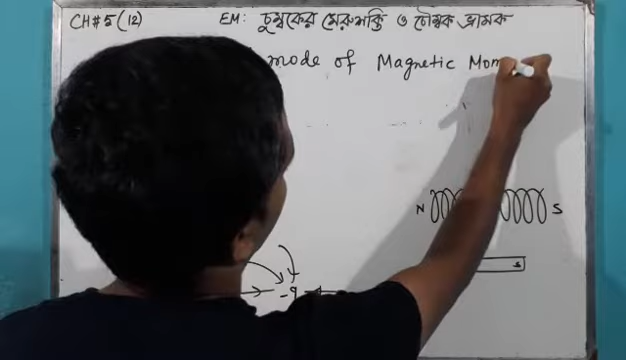 CH#5(12) EM: চুম্বকের মেরুশক্তি ও চৌম্বক ভ্রামক
mode of Magnetic Mom
N S
-q S